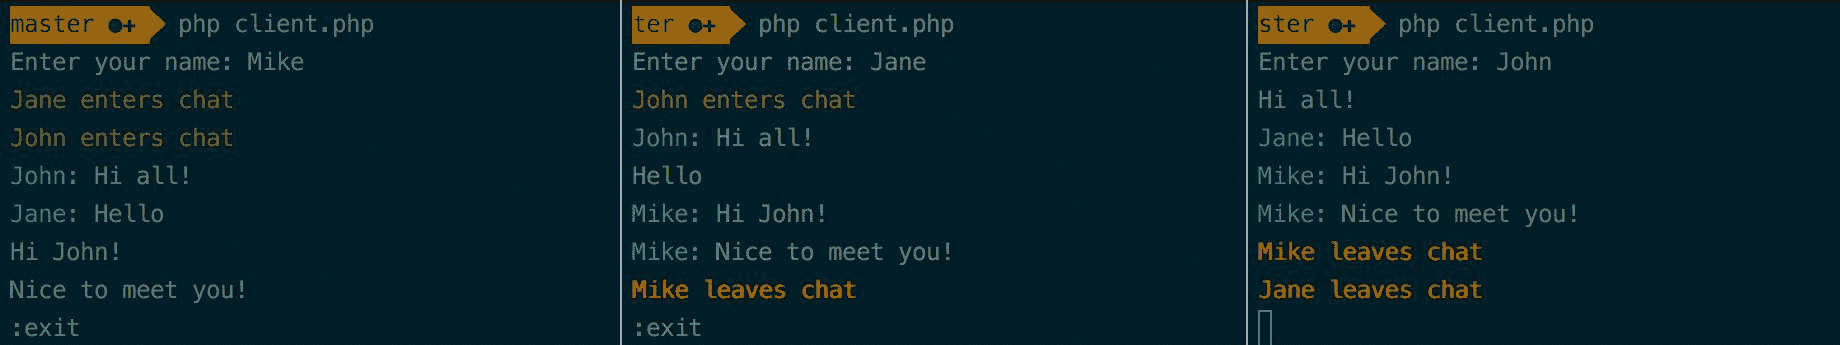 master ●+ php client.php
Enter your name: Mike
Jane enters chat
John enters chat
John: Hi all!
Jane: Hello
Hi John!
Nice to meet you!
:exit
ter ●+ php client.php
Enter your name: Jane
John enters chat
John: Hi all!
Hello
Mike: Hi John!
Mike: Nice to meet you!
Mike leaves chat
:exit
ster ●+ php client.php
Enter your name: John
Hi all!
Jane: Hello
Mike: Hi John!
Mike: Nice to meet you!
Mike leaves chat
Jane leaves chat